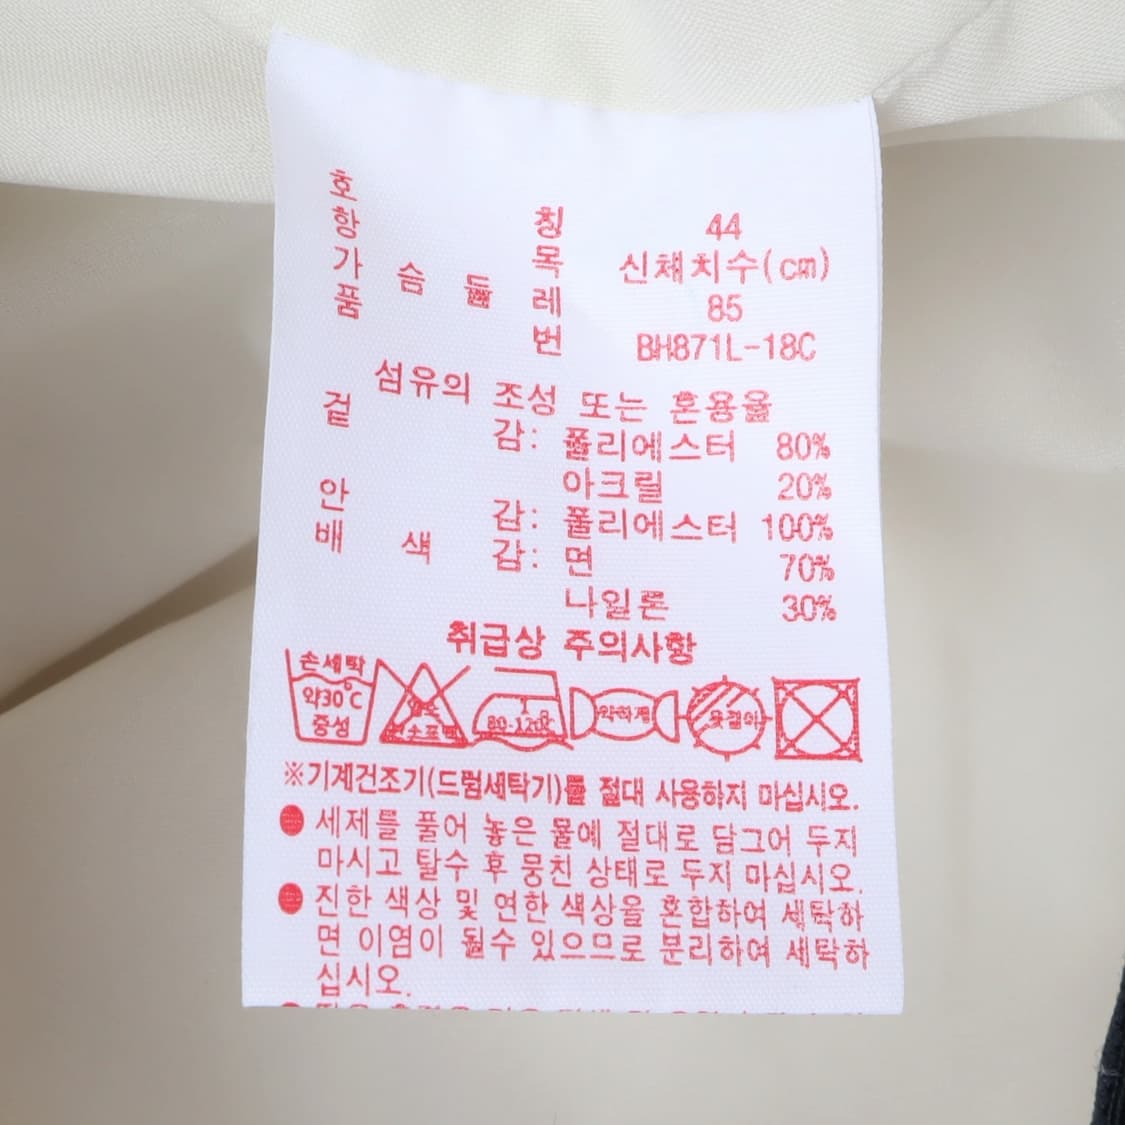 호칭 44
항목 신체치수(cm)
가슴둘레 85
품번 BH871L-18C
섬유의 조성 또는 혼용율
겉감: 폴리에스터 80%
아크릴 20%
안감: 폴리에스터 100%
배색감: 면 70%
나일론 30%
취급상 주의사항
손세탁
약30℃
중성
80-120℃
약하게
옷걸이
※기계건조기(드럼세탁기)를 절대 사용하지 마십시오.
● 세제를 풀어 놓은 물에 절대로 담그어 두지
마시고 탈수 후 뭉친 상태로 두지 마십시오.
● 진한 색상 및 연한 색상을 혼합하여 세탁하
면 이염이 될수 있으므로 분리하여 세탁하
십시오.